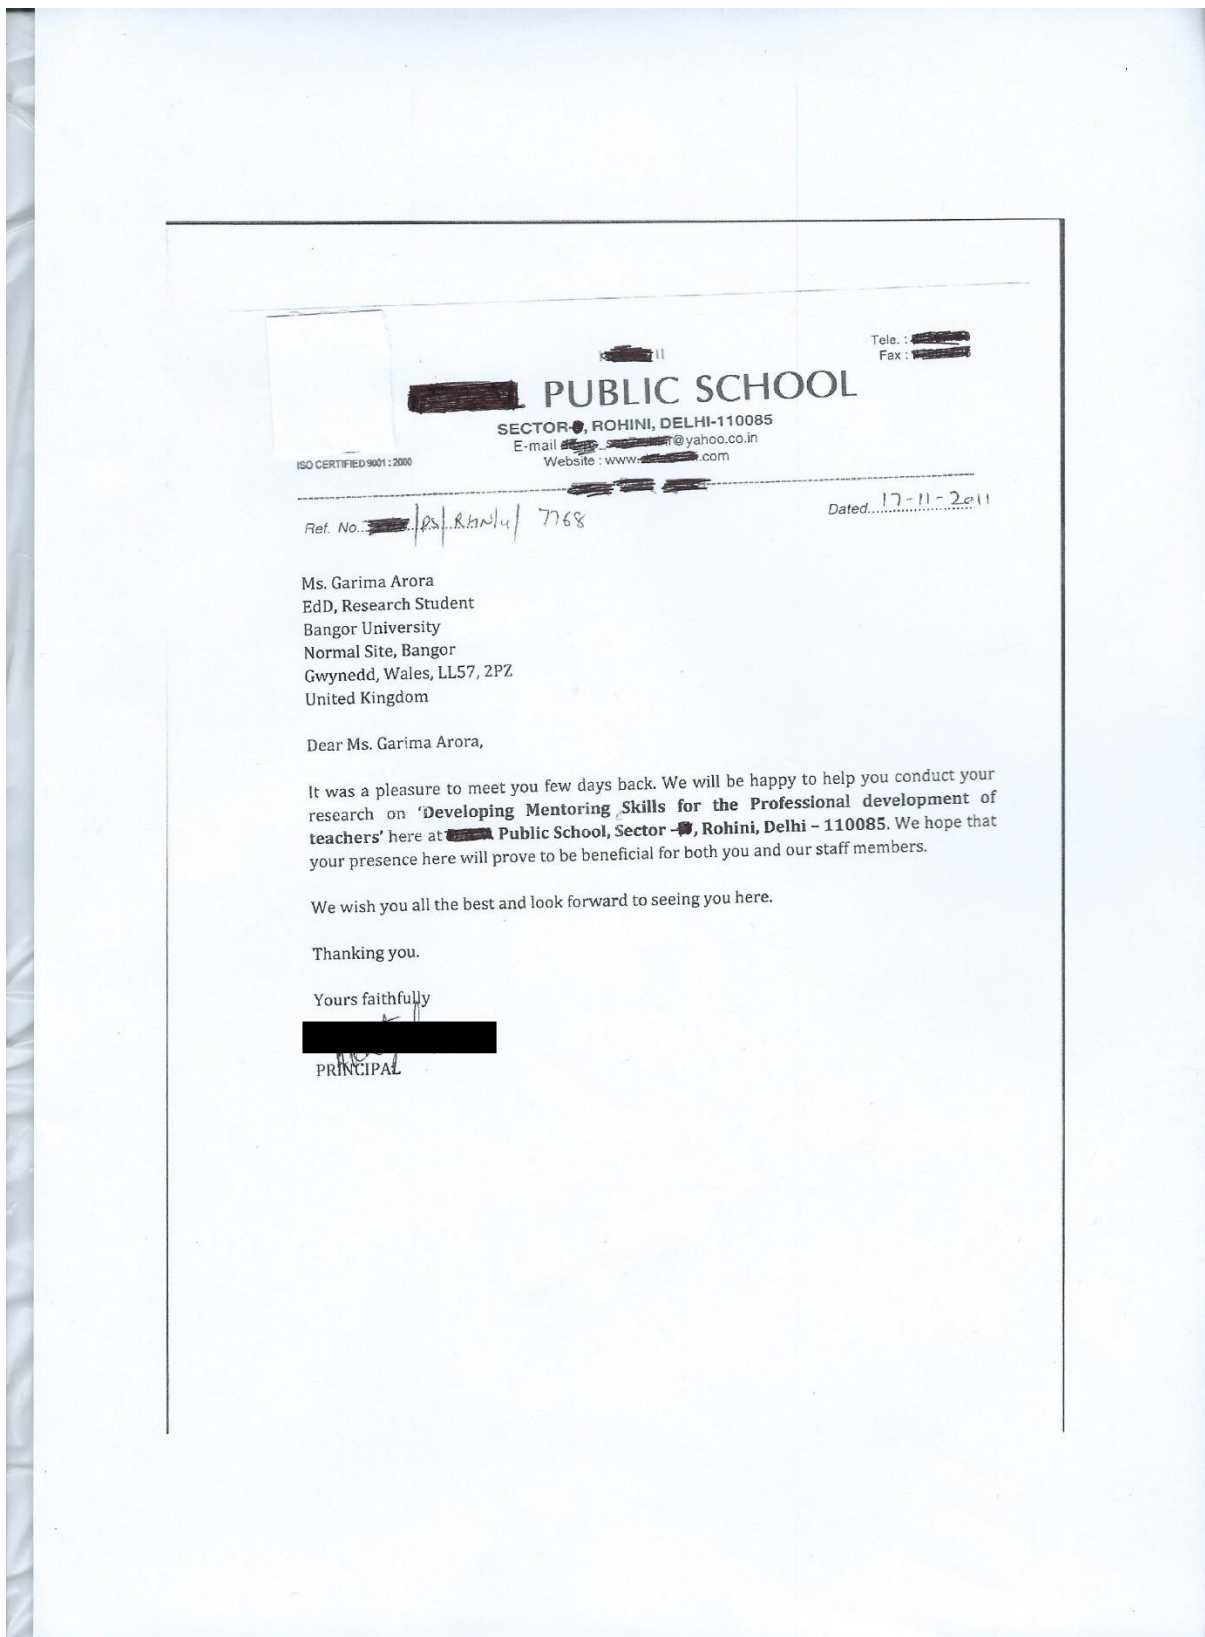 Tele. :
Fax :
PUBLIC SCHOOL
SECTOR- , ROHINI, DELHI-110085
E-mail @yahoo.co.in
Website : www. .com
ISO CERTIFIED 9001 : 2000
Dated 17-11-2011
Ref. No. /PS/RHN/4/ 7768
Ms. Garima Arora
EdD, Research Student
Bangor University
Normal Site, Bangor
Gwynedd, Wales, LL57, 2PZ
United Kingdom
Dear Ms. Garima Arora,
It was a pleasure to meet you few days back. We will be happy to help you conduct your
research on 'Developing Mentoring Skills for the Professional development of
teachers' here at Public School, Sector - , Rohini, Delhi – 110085. We hope that
your presence here will prove to be beneficial for both you and our staff members.
We wish you all the best and look forward to seeing you here.
Thanking you.
Yours faithfully
PRINCIPAL